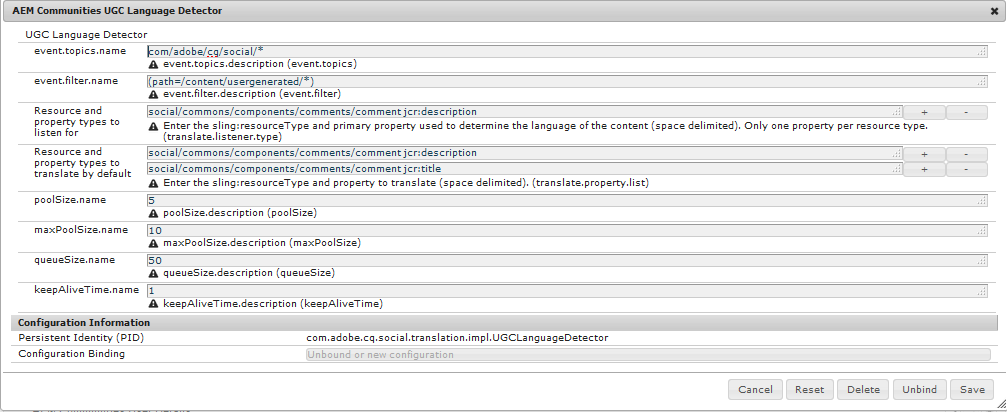 AEM Communities UGC Language Detector
UGC Language Detector
event.topics.name
com/adobe/cq/social/*
event.topics.description (event.topics)
event.filter.name
(path=/content/usergenerated/*)
event.filter.description (event.filter)
Resource and
property types to
listen for
social/commons/components/comments/comment jcr:description
+
-
Enter the sling:resourceType and primary property used to determine the language of the content (space delimited). Only one property per resource type.
(translate.listener.type)
Resource and
property types to
translate by default
social/commons/components/comments/comment jcr:description
+
-
social/commons/components/comments/comment jcr:title
+
-
Enter the sling:resourceType and property to translate (space delimited). (translate.property.list)
poolSize.name
5
poolSize.description (poolSize)
maxPoolSize.name
10
maxPoolSize.description (maxPoolSize)
queueSize.name
50
queueSize.description (queueSize)
keepAliveTime.name
1
keepAliveTime.description (keepAliveTime)
Configuration Information
Persistent Identity (PID)
com.adobe.cq.social.translation.impl.UGCLanguageDetector
Configuration Binding
Unbound or new configuration
Cancel
Reset
Delete
Unbind
Save